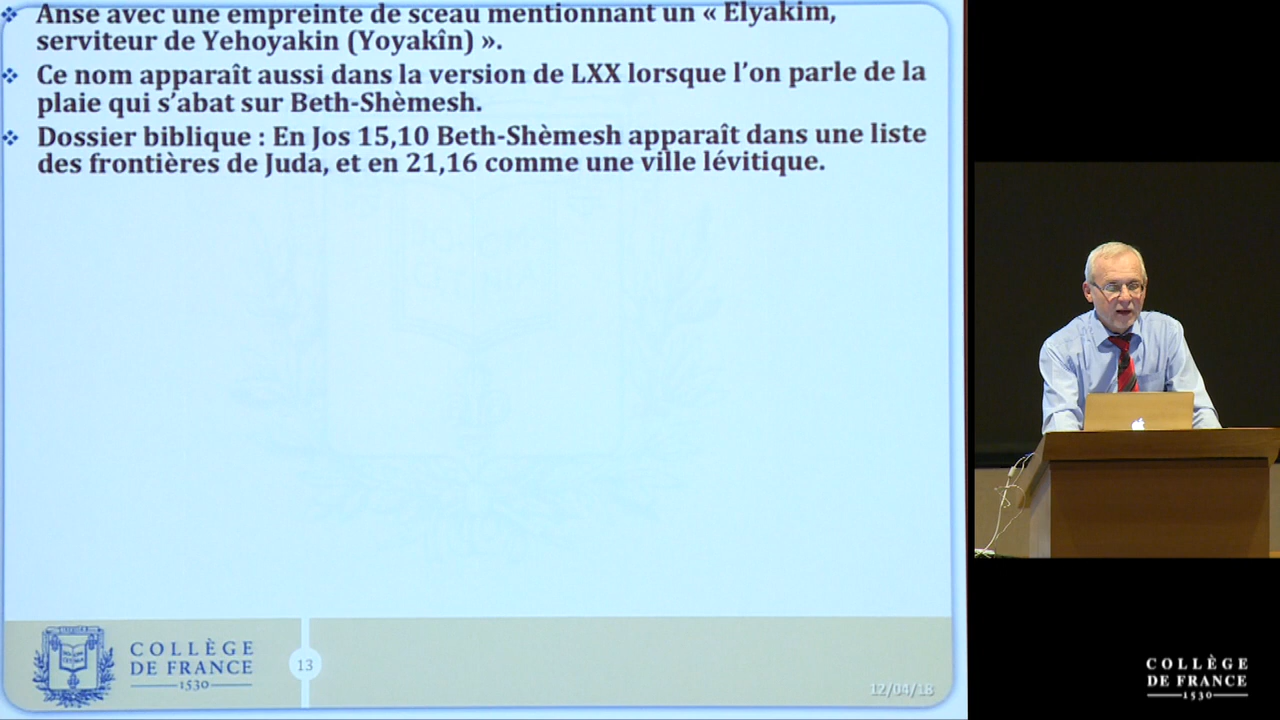 Anse avec une empreinte de sceau mentionnant un « Elyakim,
serviteur de Yehoyakin (Yoyakîn) ».
Ce nom apparaît aussi dans la version de LXX lorsque l’on parle de la
plaie qui s’abat sur Beth-Shèmesh.
Dossier biblique : En Jos 15,10 Beth-Shèmesh apparaît dans une liste
des frontières de Juda, et en 21,16 comme une ville lévitique.
COLLÈGE
DE FRANCE
1530
13
12/04/18
COLLÈGE
DE FRANCE
1530